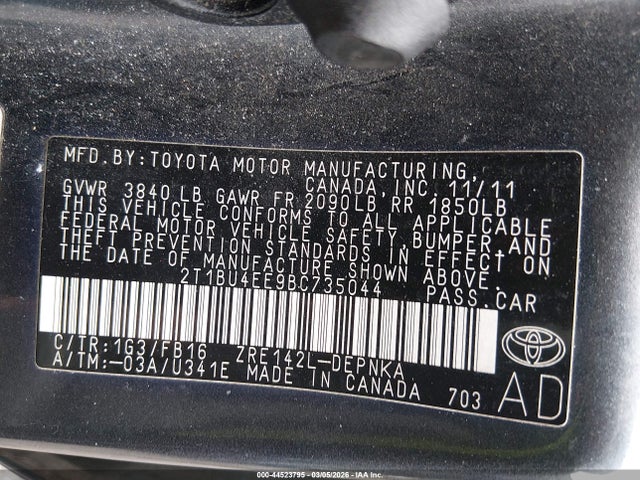 MFD. BY: TOYOTA MOTOR MANUFACTURING,
CANADA, INC. 11/11
GVWR 3840 LB GAWR FR 2090LB RR 1850LB
THIS VEHICLE CONFORMS TO ALL APPLICABLE
FEDERAL MOTOR VEHICLE SAFETY, BUMPER, AND
THEFT PREVENTION STANDARDS IN EFFECT ON
THE DATE OF MANUFACTURE SHOWN ABOVE.
2T1BU4EE9BC735044 PASS. CAR
C/TR: 1G3/FB16 ZRE142L-DEPNKA
A/TM: -03A/U341E MADE IN CANADA 703
AD
000-44523795 - 03/05/2026 - IAA Inc.